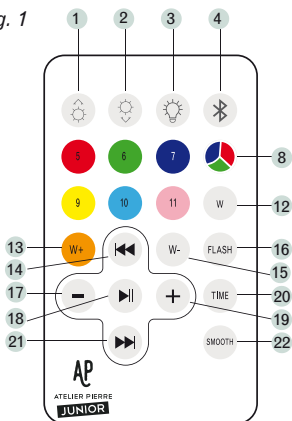 g. 1
1 2 3 4
5 6 7 8
9 10 11 W 12
13 W+ W- FLASH 16
14 15
17 TIME 20
18 19
21 SMOOTH 22
AP
ATELIER PIERRE
JUNIOR